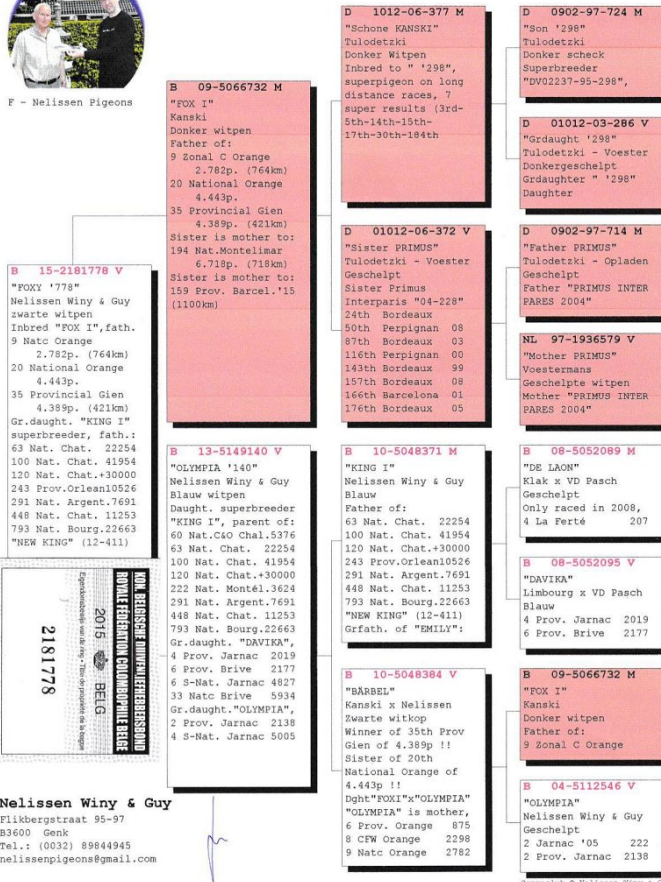 F - Nelissen Pigeons
B 15-2181778 V
"FOXY '778"
Nelissen Winy & Guy
zwarte witpen
Inbred "FOX I",fath.
9 Natc Orange
2.782p. (764km)
20 National Orange
4.443p.
35 Provincial Gien
4.389p. (421km)
Gr.daught. "KING I"
superbreeder, fath.:
63 Nat. Chat. 22254
100 Nat. Chat. 41954
120 Nat. Chat.+30000
243 Prov.Orlean10526
291 Nat. Argent.7691
448 Nat. Chat. 11253
793 Nat. Bourg.22663
"NEW KING" (12-411)
KON. BELGISCHE DUIVENLIEFHEBBERSBOND
ROYALE FÉDÉRATION COLOMBOPHILE BELGE
2015 BELG
Eigendomsbewijs van de ring - Titre de propriété de la bague
2181778
Nelissen Winy & Guy
Flikbergstraat 95-97
B3600 Genk
Tel.: (0032) 89844945
nelissenpigeons@gmail.com
B 09-5066732 M
"FOX I"
Kanski
Donker witpen
Father of:
9 Zonal C Orange
2.782p. (764km)
20 National Orange
4.443p.
35 Provincial Gien
4.389p. (421km)
Sister is mother to:
194 Nat.Montelimar
6.718p. (718km)
Sister is mother to:
159 Prov. Barcel.'15
(1100km)
B 13-5149140 V
"OLYMPIA '140"
Nelissen Winy & Guy
Blauw witpen
Daught. superbreeder
"KING I", parent of:
60 Nat.C&O Chal.5376
63 Nat. Chat. 22254
100 Nat. Chat. 41954
120 Nat. Chat.+30000
222 Nat. Montél.3624
291 Nat. Argent.7691
448 Nat. Chat. 11253
793 Nat. Bourg.22663
Gr.daught. "DAVIKA",
4 Prov. Jarnac 2019
6 Prov. Brive 2177
6 S-Nat. Jarnac 4827
33 Natc Brive 5934
Gr.daught."OLYMPIA",
2 Prov. Jarnac 2138
4 S-Nat. Jarnac 5005
D 1012-06-377 M
"Schone KANSKI"
Tulodetzki
Donker Witpen
Inbred to " '298",
superpigeon on long
distance races, 7
super results (3rd-
5th-14th-15th-
17th-30th-184th
D 01012-06-372 V
"Sister PRIMUS"
Tulodetzki - Voester
Geschelpt
Sister Primus
Interparis "04-228"
24th Bordeaux
50th Perpignan 08
87th Bordeaux 03
116th Perpignan 00
143th Bordeaux 99
157th Bordeaux 08
166th Barcelona 01
176th Bordeaux 05
B 10-5048371 M
"KING I"
Nelissen Winy & Guy
Blauw
Father of:
63 Nat. Chat. 22254
100 Nat. Chat. 41954
120 Nat. Chat.+30000
243 Prov.Orlean10526
291 Nat. Argent.7691
448 Nat. Chat. 11253
793 Nat. Bourg.22663
"NEW KING" (12-411)
Grfath. of "EMILY":
B 10-5048384 V
"BÄRBEL"
Kanski x Nelissen
Zwarte witkop
Winner of 35th Prov
Gien of 4.389p !!
Sister of 20th
National Orange of
4.443p !!
Dght"FOXI"x"OLYMPIA"
"OLYMPIA" is mother,
6 Prov. Orange 875
8 CFW Orange 2298
9 Natc Orange 2782
D 0902-97-724 M
"Son '298"
Tulodetzki
Donker scheck
Superbreeder
"DV02237-95-298",
D 01012-03-286 V
"Grdaught '298"
Tulodetzki - Voester
Donkergeschelpt
Grdaughter " '298"
Daughter
D 0902-97-714 M
"Father PRIMUS"
Tulodetzki - Opladen
Geschelpt
Father "PRIMUS INTER
PARES 2004"
NL 97-1936579 V
"Mother PRIMUS"
Voestermans
Geschelpte witpen
Mother "PRIMUS INTER
PARES 2004"
B 08-5052089 M
"DE LAON"
Klak x VD Pasch
Geschelpt
Only raced in 2008,
4 La Ferté 207
B 08-5052095 V
"DAVIKA"
Limbourg x VD Pasch
Blauw
4 Prov. Jarnac 2019
6 Prov. Brive 2177
B 09-5066732 M
"FOX I"
Kanski
Donker witpen
Father of:
9 Zonal C Orange
B 04-5112546 V
"OLYMPIA"
Nelissen Winy & Guy
Geschelpt
2 Jarnac '05 222
2 Prov. Jarnac 2138